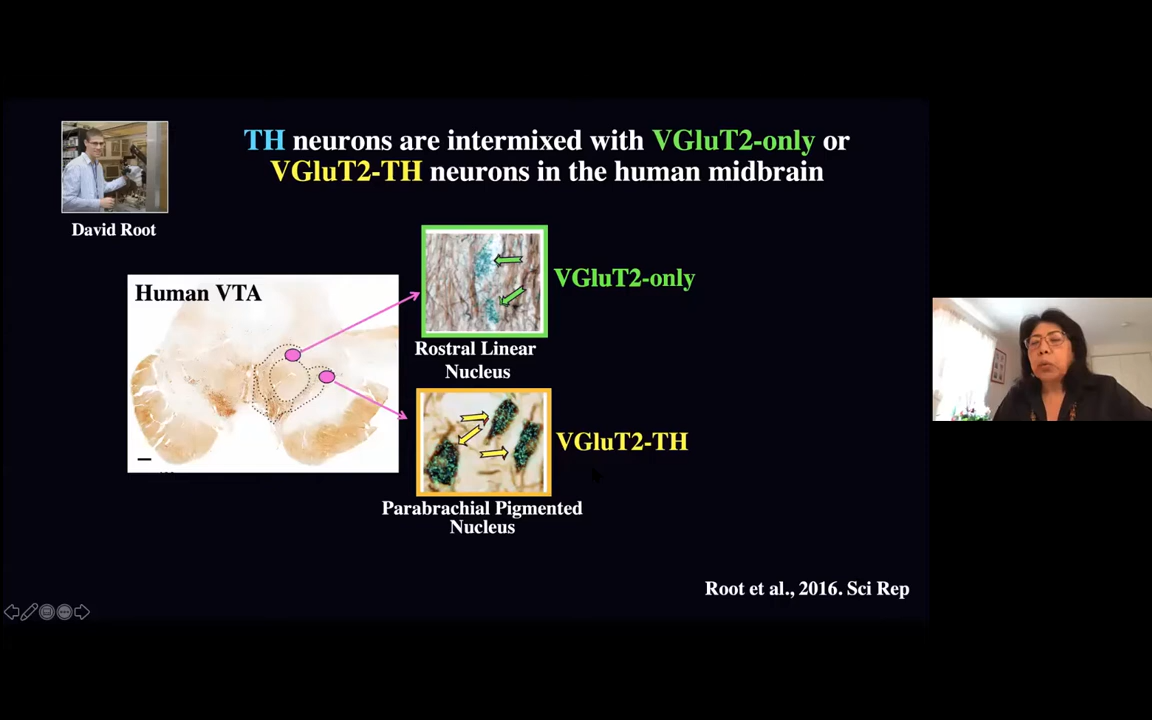 TH neurons are intermixed with VGluT2-only or
VGluT2-TH neurons in the human midbrain
David Root
Human VTA
VGluT2-only
Rostral Linear
Nucleus
VGluT2-TH
Parabrachial Pigmented
Nucleus
Root et al., 2016. Sci Rep